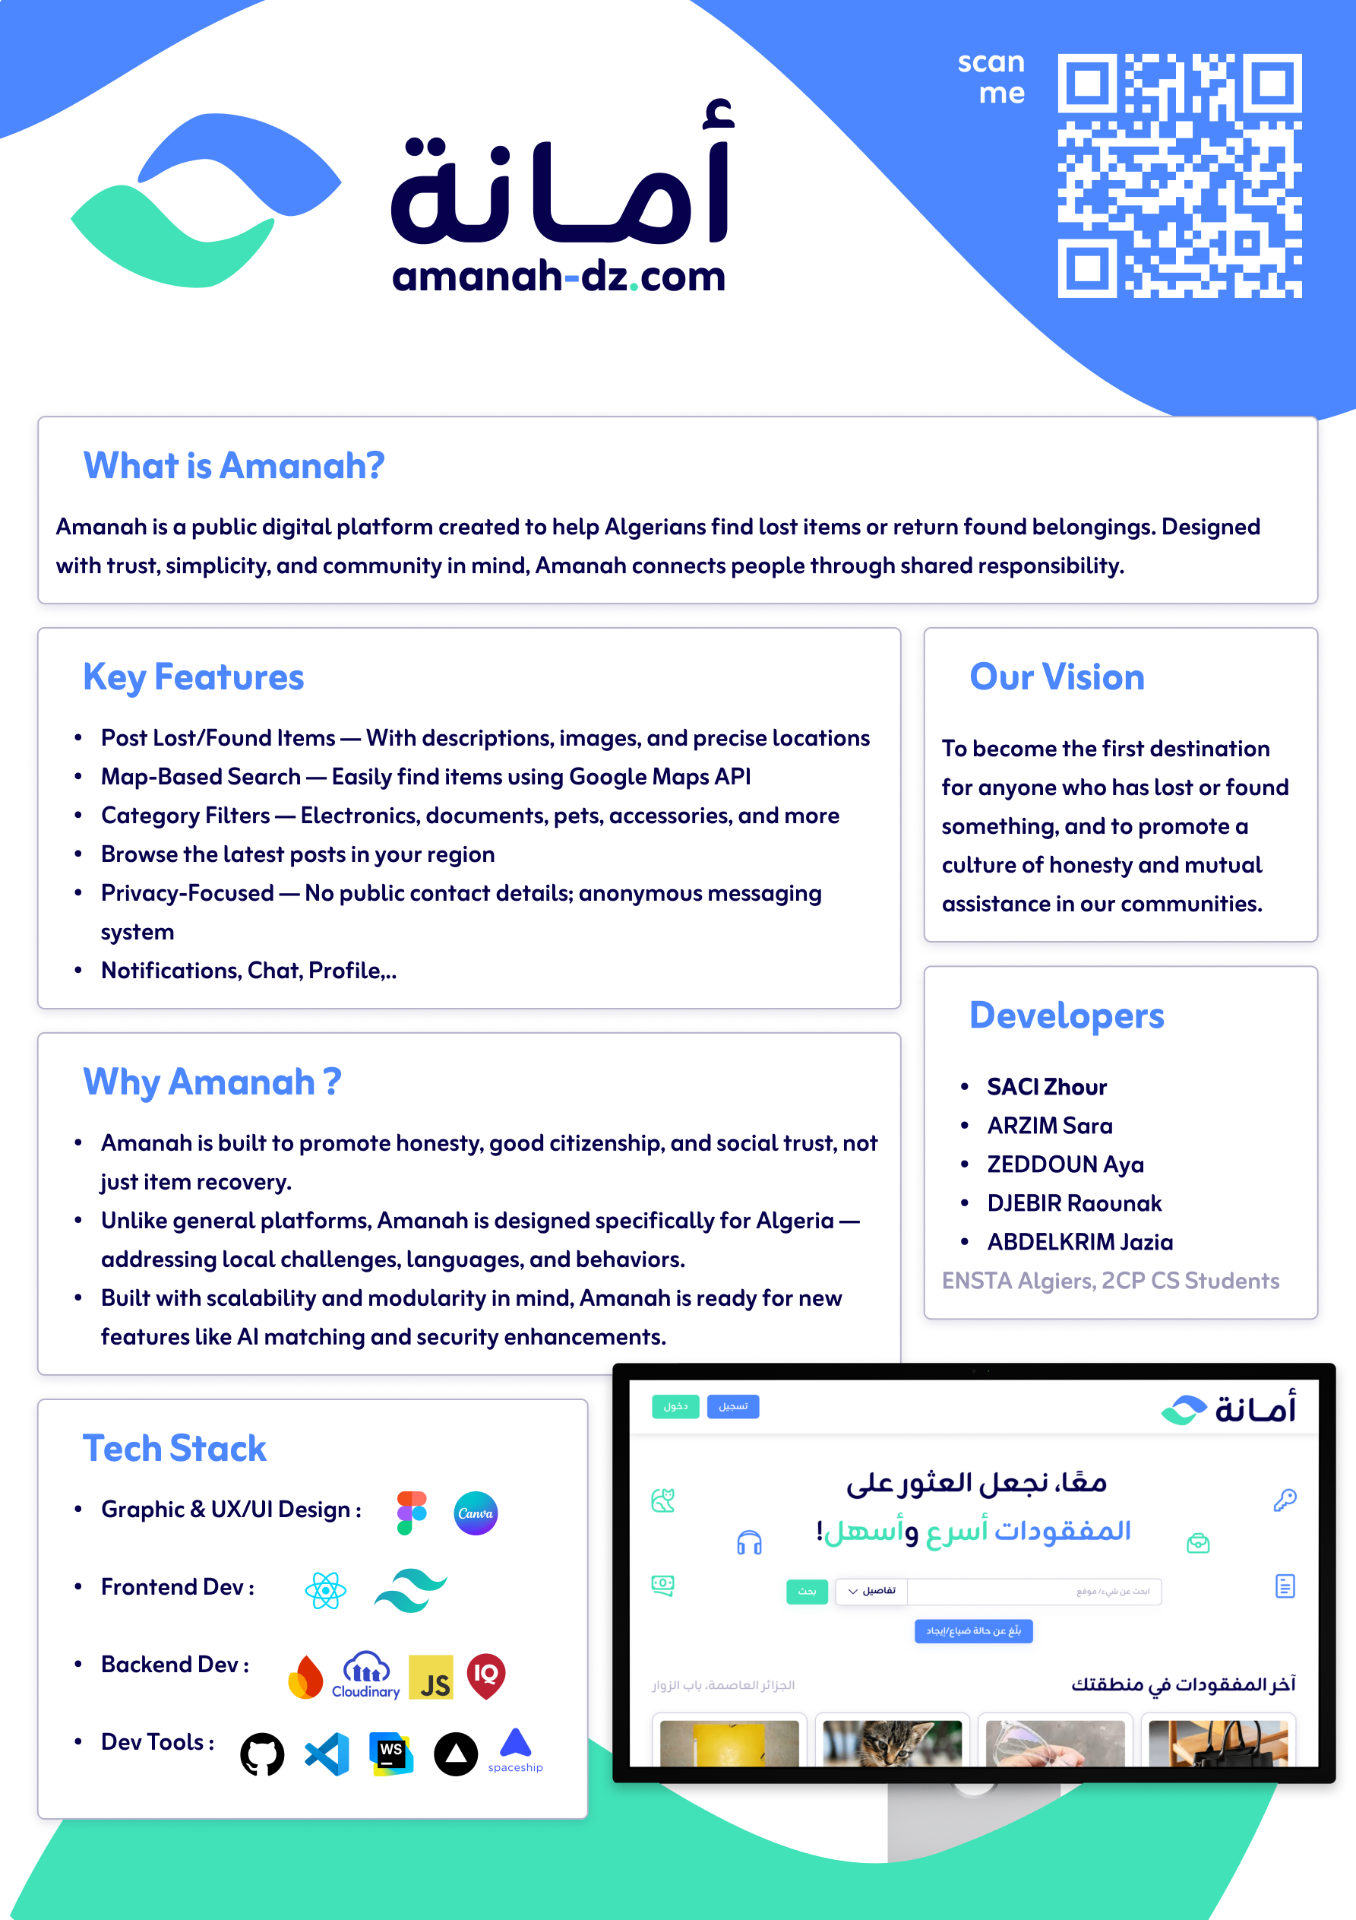 scan
me
أمانة
amanah-dz.com
What is Amanah?
Amanah is a public digital platform created to help Algerians find lost items or return found belongings. Designed
with trust, simplicity, and community in mind, Amanah connects people through shared responsibility.
Key Features
• Post Lost/Found Items — With descriptions, images, and precise locations
• Map-Based Search — Easily find items using Google Maps API
• Category Filters — Electronics, documents, pets, accessories, and more
• Browse the latest posts in your region
• Privacy-Focused — No public contact details; anonymous messaging
system
• Notifications, Chat, Profile,..
Our Vision
To become the first destination
for anyone who has lost or found
something, and to promote a
culture of honesty and mutual
assistance in our communities.
Why Amanah ?
• Amanah is built to promote honesty, good citizenship, and social trust, not
just item recovery.
• Unlike general platforms, Amanah is designed specifically for Algeria —
addressing local challenges, languages, and behaviors.
• Built with scalability and modularity in mind, Amanah is ready for new
features like AI matching and security enhancements.
Developers
• SACI Zhour
• ARZIM Sara
• ZEDDOUN Aya
• DJEBIR Raounak
• ABDELKRIM Jazia
ENSTA Algiers, 2CP CS Students
Tech Stack
• Graphic & UX/UI Design :
Canva
• Frontend Dev :
• Backend Dev :
Cloudinary
JS
IQ
• Dev Tools :
WS
spaceship
أمانة
تسجيل
دخول
معًا، نجعل العثور على
المفقودات أسرع وأسهل!
ابحث عن شيء/ موقع
تفاصيل
بحث
بلّغ عن حالة ضياع/إيجاد
آخر المفقودات في منطقتك
الجزائر العاصمة، باب الزوار